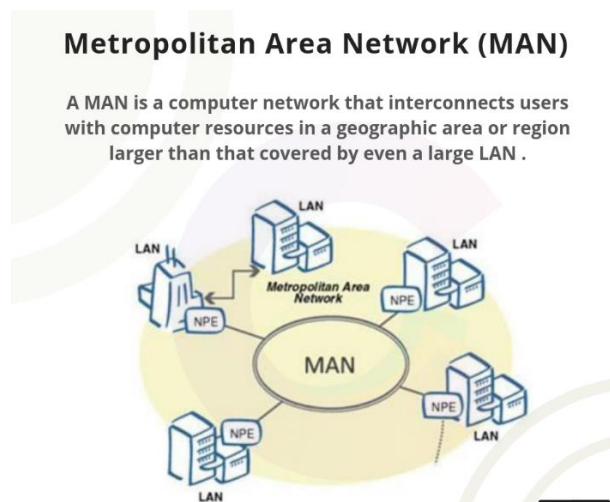 Metropolitan Area Network (MAN)
A MAN is a computer network that interconnects users
with computer resources in a geographic area or region
larger than that covered by even a large LAN .
LAN
LAN
LAN
Metropolitan Area
Network
NPE
NPE
MAN
NPE
NPE
LAN
LAN